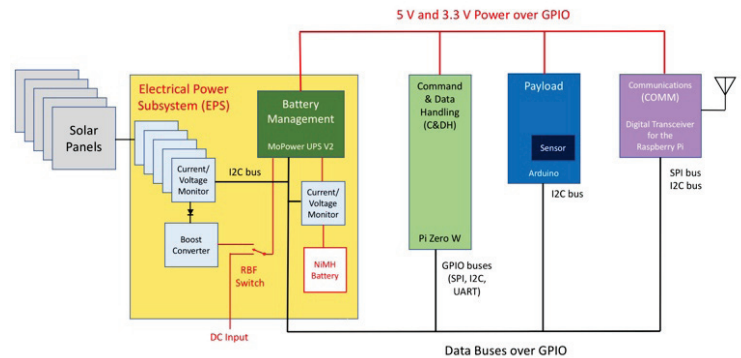 5 V and 3.3 V Power over GPIO
Solar
Panels
Electrical Power
Subsystem (EPS)
Battery
Management
MoPower UPS V2
Current/
Voltage
Monitor
I2C bus
Current/
Voltage
Monitor
Boost
Converter
RBF
Switch
NiMH
Battery
DC Input
Command
& Data
Handling
(C&DH)
Pi Zero W
GPIO buses
(SPI, I2C,
UART)
Payload
Sensor
Arduino
I2C bus
Communications
(COMM)
Digital Transceiver
for the
Raspberry Pi
SPI bus
I2C bus
Data Buses over GPIO